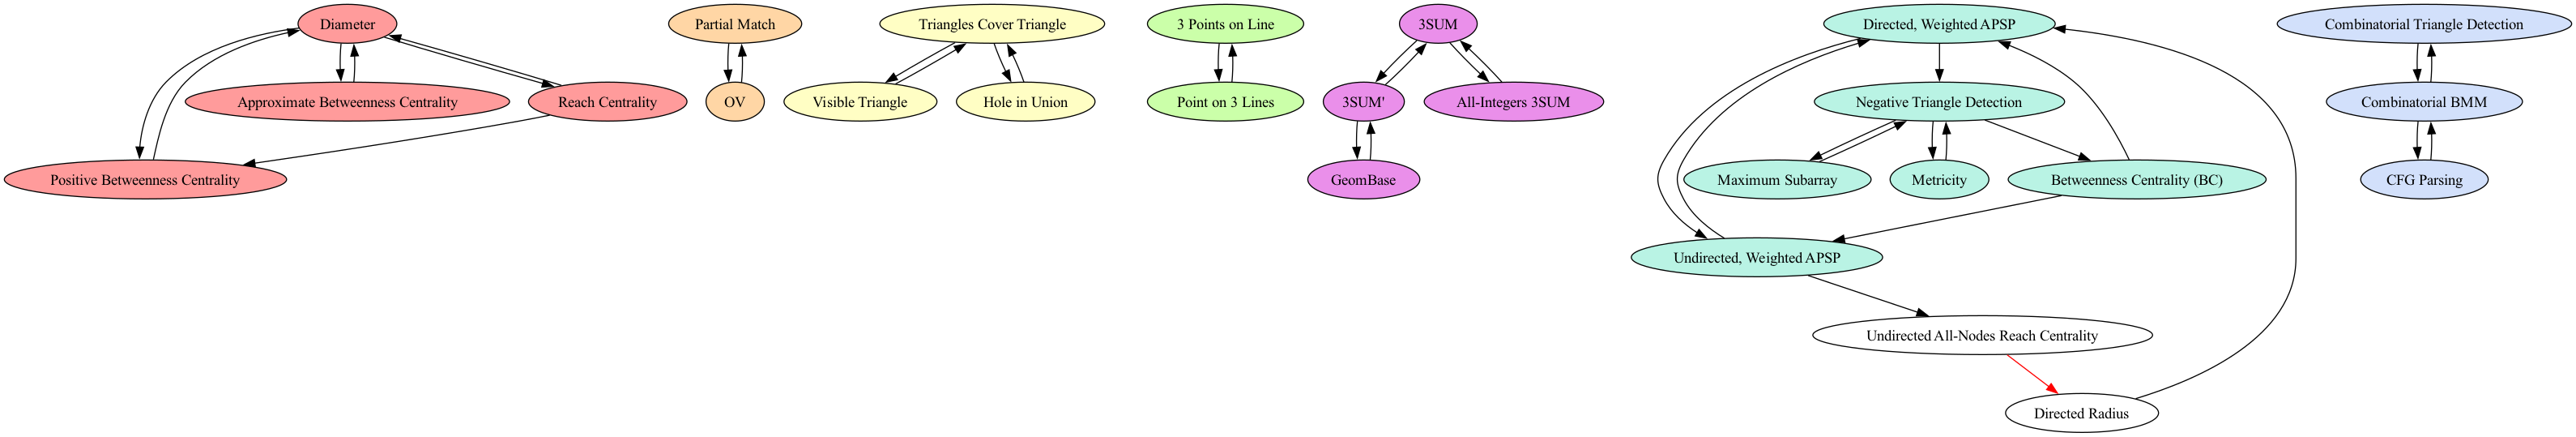 Diameter
Partial Match
Triangles Cover Triangle
3 Points on Line
3SUM
Directed, Weighted APSP
Combinatorial Triangle Detection
Approximate Betweenness Centrality
Reach Centrality
OV
Visible Triangle
Hole in Union
Point on 3 Lines
3SUM'
All-Integers 3SUM
Negative Triangle Detection
Combinatorial BMM
Positive Betweenness Centrality
GeomBase
Maximum Subarray
Metricity
Betweenness Centrality (BC)
CFG Parsing
Undirected, Weighted APSP
Undirected All-Nodes Reach Centrality
Directed Radius